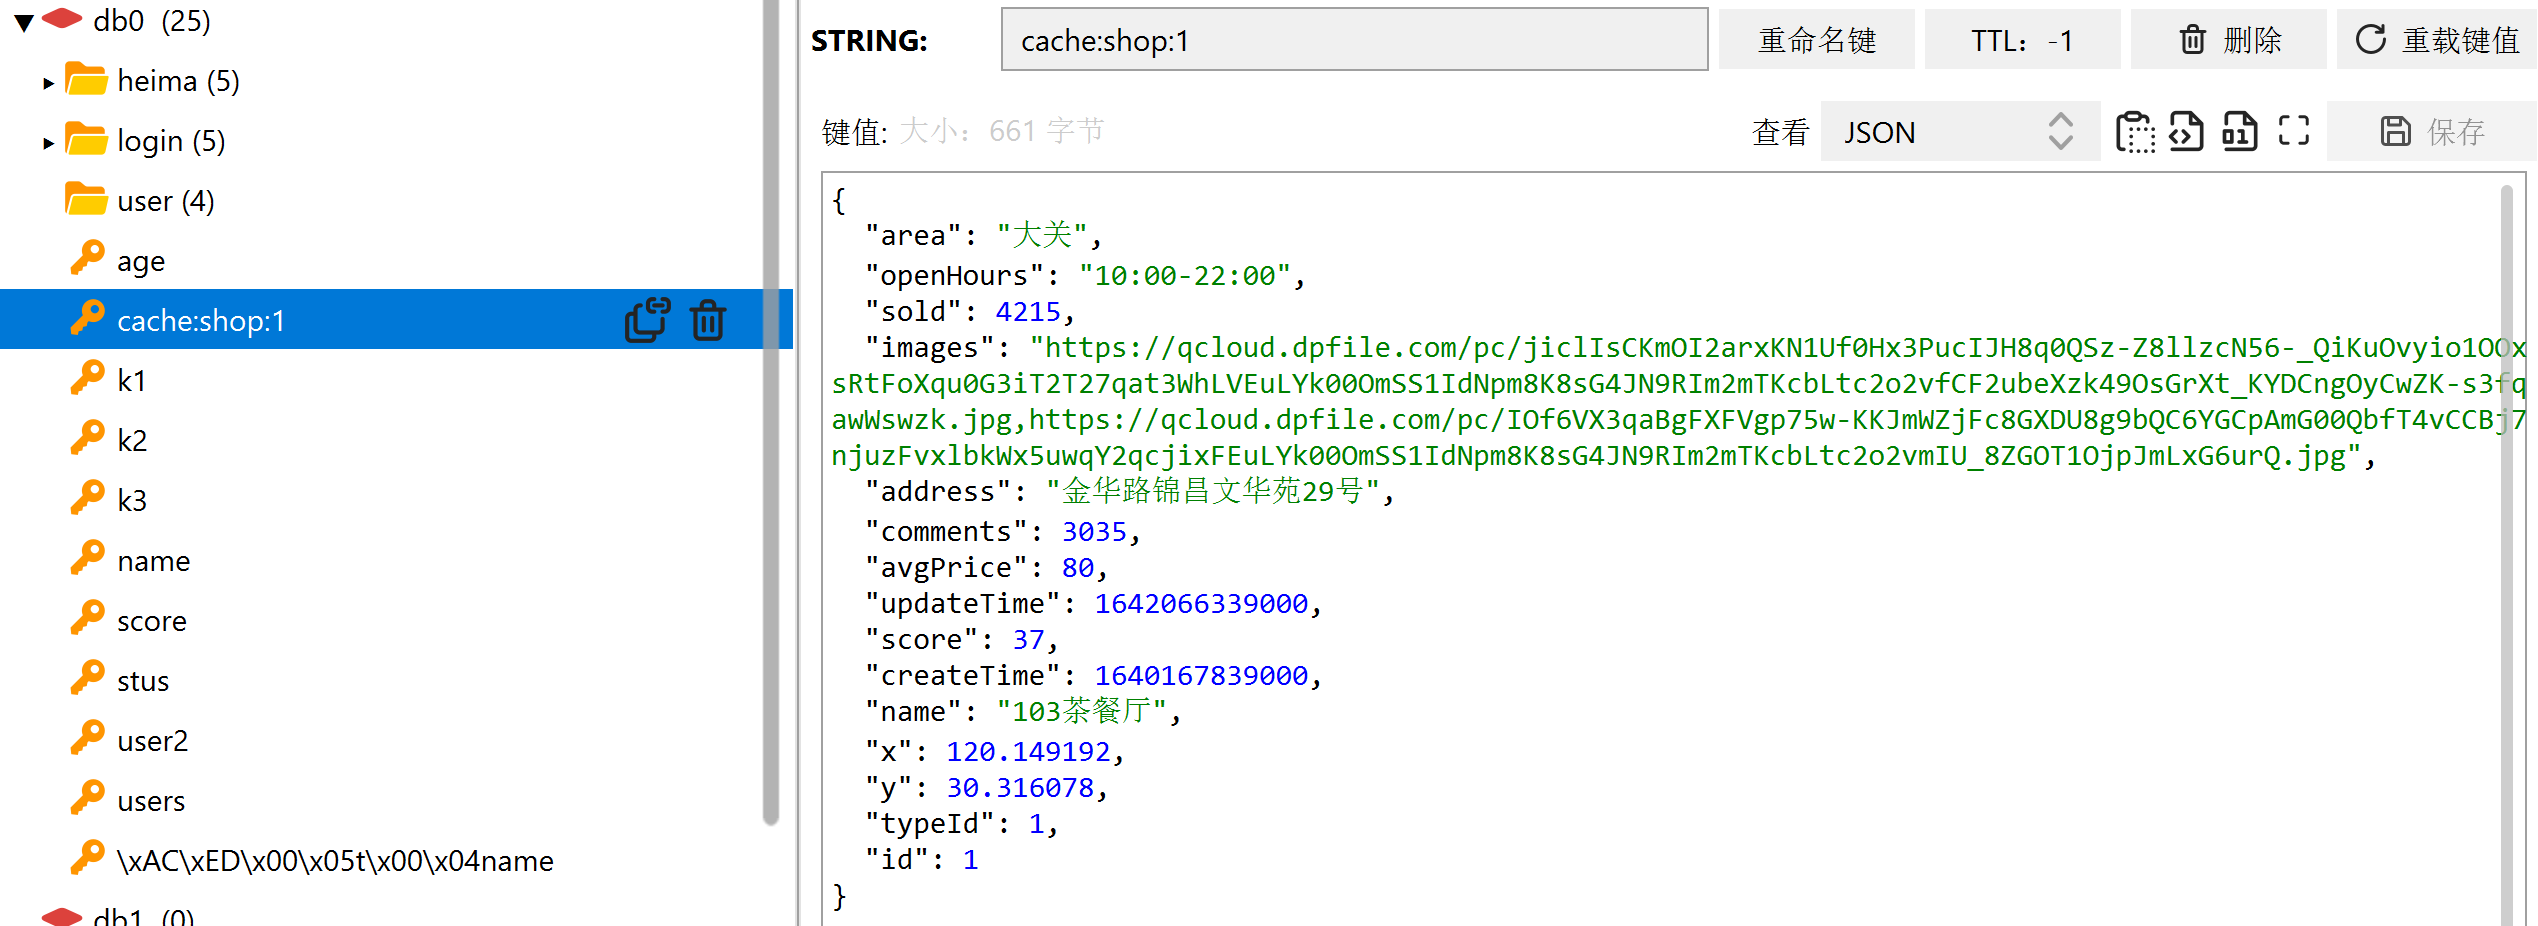 db0 (25)
heima (5)
login (5)
user (4)
age
cache:shop:1
k1
k2
k3
name
score
stus
user2
users
\xAC\xED\x00\x05t\x00\x04name
db1 (0)
STRING:
cache:shop:1
重命名键
TTL：-1
删除
重载键值
键值: 大小：661 字节
查看
JSON
保存
{
"area": "大关",
"openHours": "10:00-22:00",
"sold": 4215,
"images": "https://qcloud.dpfile.com/pc/jiclIsCKmOI2arxKN1Uf0Hx3PucIJH8q0QSz-Z8llzcN56-_QiKuOvyio1OOx
sRtFoXqu0G3iT2T27qat3WhLVEuLYk00OmSS1IdNpm8K8sG4JN9RIm2mTKcbLtc2o2vfCF2ubeXzk49OsGrXt_KYDCngOyCwZK-s3fq
awWswzk.jpg,https://qcloud.dpfile.com/pc/IOf6VX3qaBgFXFVgp75w-KKJmWZjFc8GXDU8g9bQC6YGCpAmG00QbfT4vCCBj7
njuzFvxlbkWx5uwqY2qcjixFEuLYk00OmSS1IdNpm8K8sG4JN9RIm2mTKcbLtc2o2vmIU_8ZGOT1OjpJmLxG6urQ.jpg",
"address": "金华路锦昌文华苑29号",
"comments": 3035,
"avgPrice": 80,
"updateTime": 1642066339000,
"score": 37,
"createTime": 1640167839000,
"name": "103茶餐厅",
"x": 120.149192,
"y": 30.316078,
"typeId": 1,
"id": 1
}